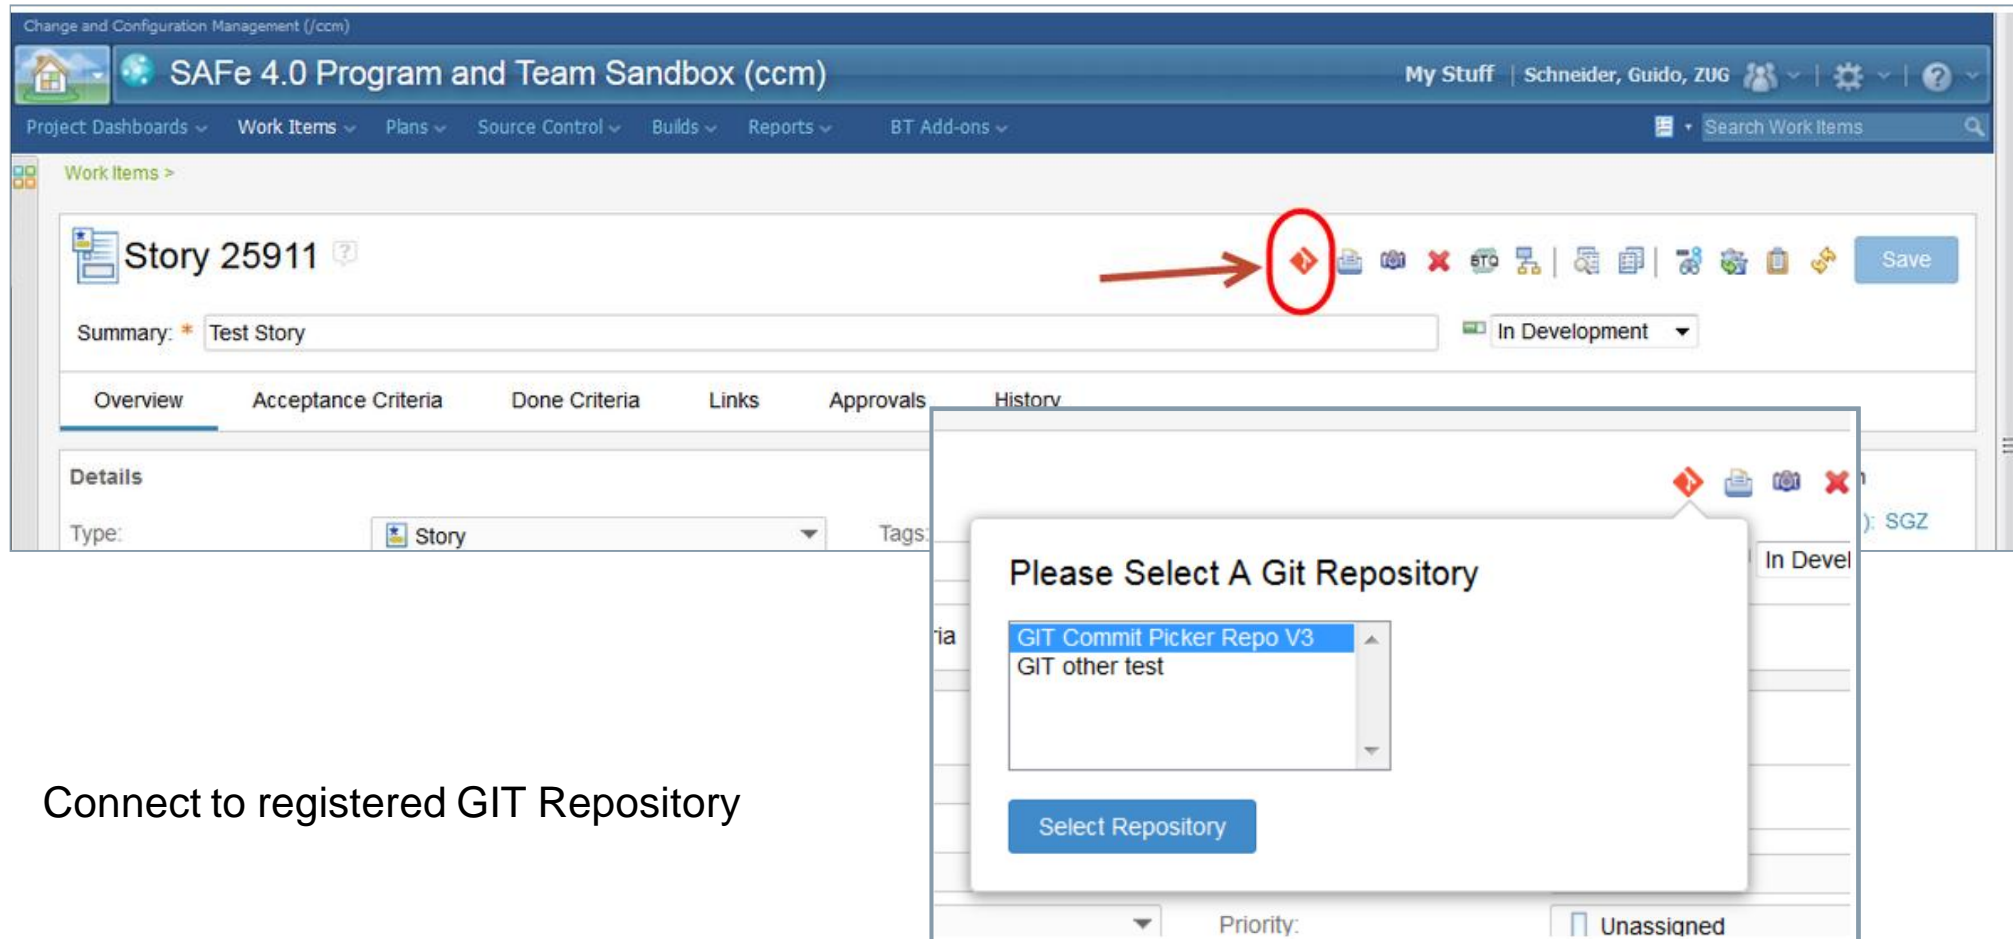 Change and Configuration Management (/ccm)
SAFe 4.0 Program and Team Sandbox (ccm)
My Stuff | Schneider, Guido, ZUG
Project Dashboards Work Items Plans Source Control Builds Reports BT Add-ons
Search Work Items
Work Items >
Story 25911 ?
BTQ
Save
Summary: * Test Story
In Development
Overview Acceptance Criteria Done Criteria Links Approvals History
Details
Type: Story Tags:
): SGZ
In Devel
Please Select A Git Repository
ria
GIT Commit Picker Repo V3
GIT other test
Select Repository
Connect to registered GIT Repository
Priority: Unassigned